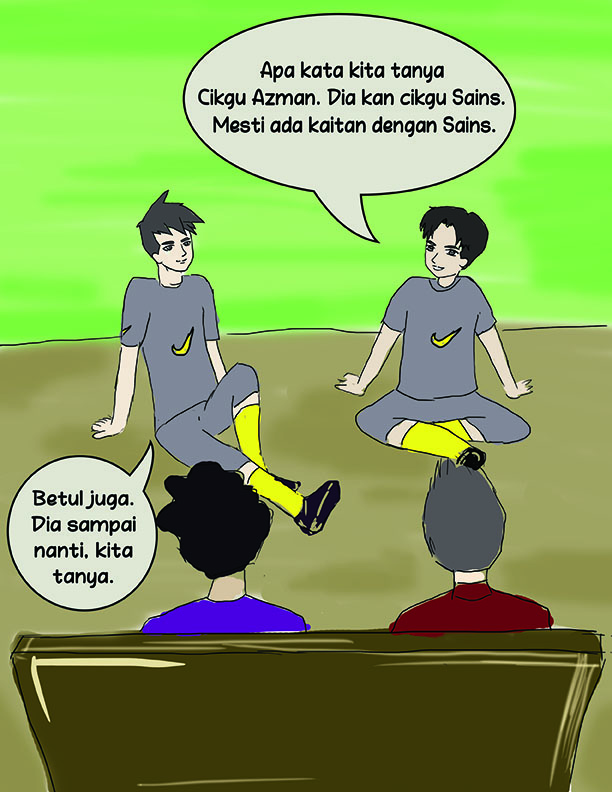 Apa kata kita tanya
Cikgu Azman. Dia kan cikgu Sains.
Mesti ada kaitan dengan Sains.
Betul juga.
Dia sampai
nanti, kita
tanya.